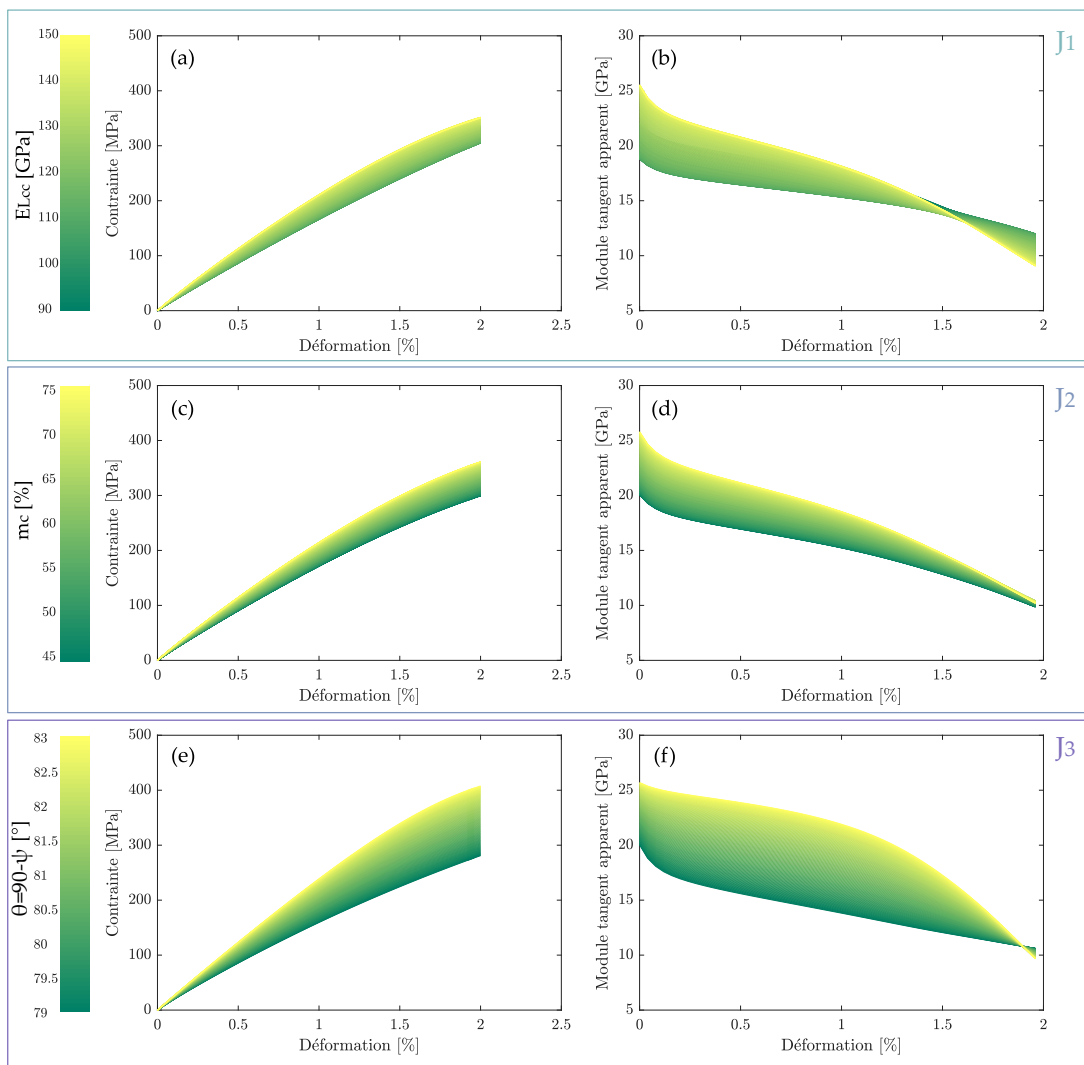 J1
ELcc [GPa]
150
140
130
120
110
100
90
(a)
Contrainte [MPa]
500
400
300
200
100
0
0 0.5 1 1.5 2 2.5
Déformation [%]
(b)
Module tangent apparent [GPa]
30
25
20
15
10
5
0 0.5 1 1.5 2
Déformation [%]
J2
mc [%]
75
70
65
60
55
50
45
(c)
Contrainte [MPa]
500
400
300
200
100
0
0 0.5 1 1.5 2 2.5
Déformation [%]
(d)
Module tangent apparent [GPa]
30
25
20
15
10
5
0 0.5 1 1.5 2
Déformation [%]
J3
θ=90-ψ [°]
83
82.5
82
81.5
81
80.5
80
79.5
79
(e)
Contrainte [MPa]
500
400
300
200
100
0
0 0.5 1 1.5 2 2.5
Déformation [%]
(f)
Module tangent apparent [GPa]
30
25
20
15
10
5
0 0.5 1 1.5 2
Déformation [%]